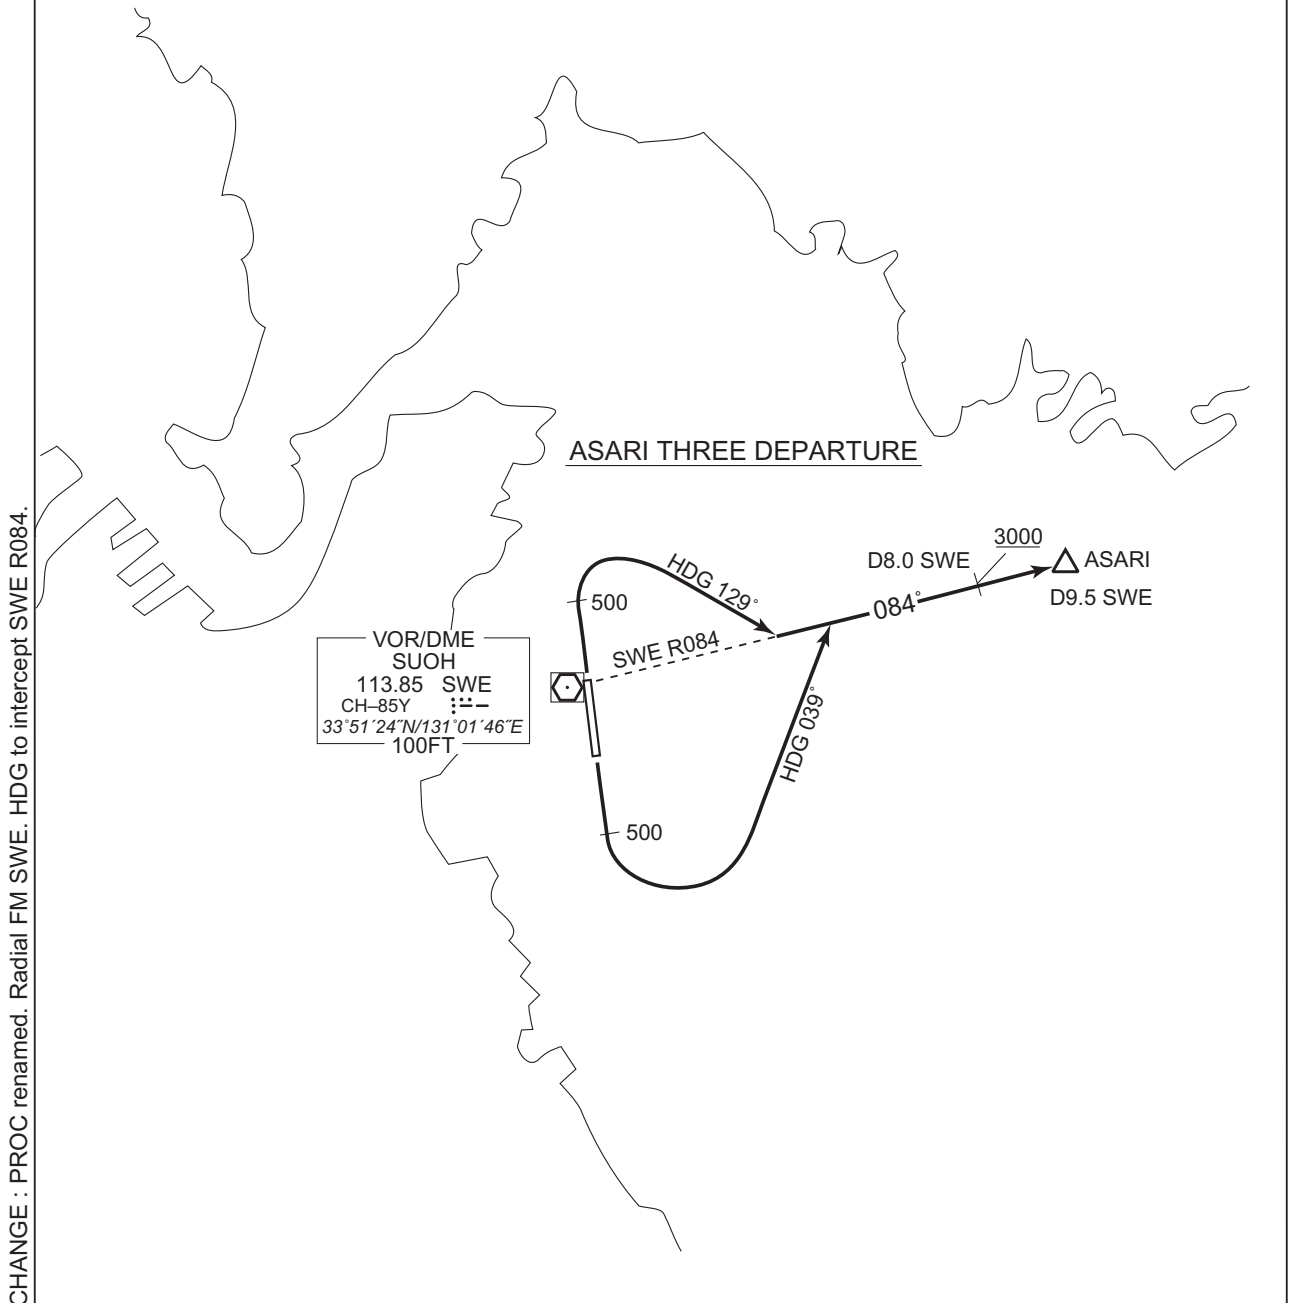 ASARI THREE DEPARTURE
3000
D8.0 SWE
ASARI
D9.5 SWE
HDG 129°
084°
500
SWE R084
VOR/DME
SUOH
113.85 SWE
CH–85Y
33°51´24˝N/131°01´46˝E
100FT
HDG 039°
500
CHANGE : PROC renamed. Radial FM SWE. HDG to intercept SWE R084.